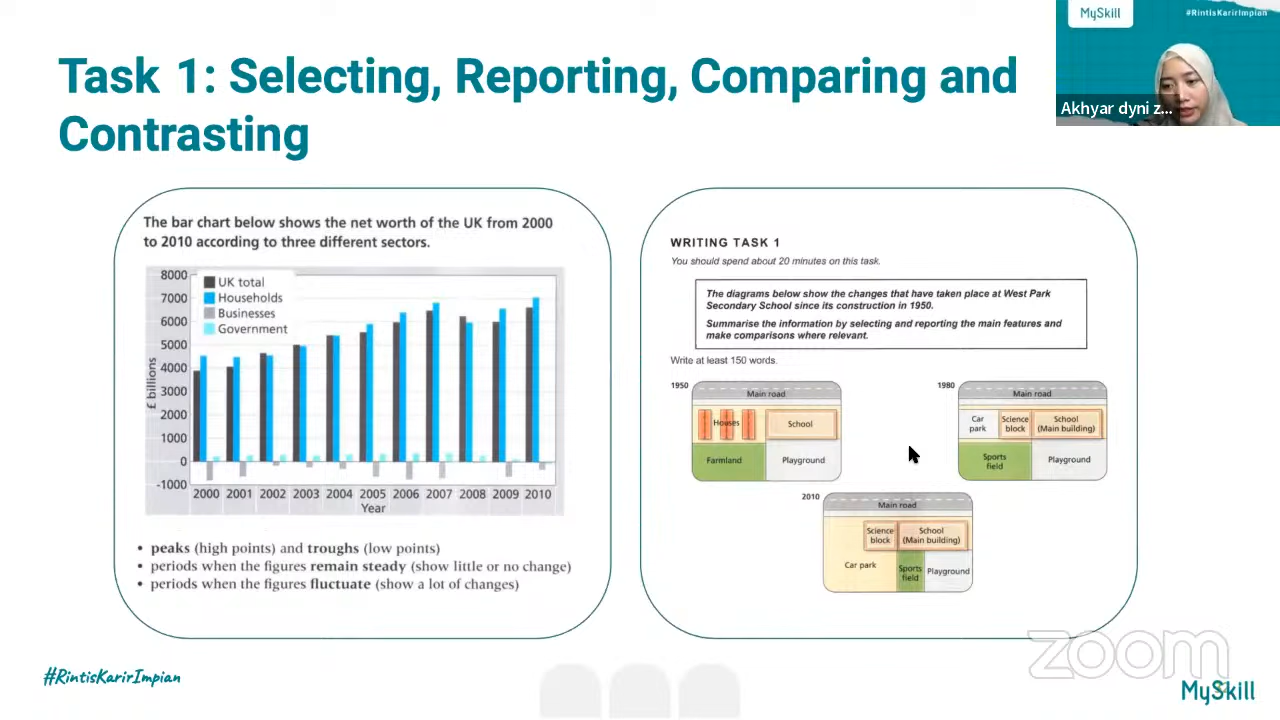 MySkill
#RintisKarirImpian
Akhyar dyni z...
Task 1: Selecting, Reporting, Comparing and
Contrasting
The bar chart below shows the net worth of the UK from 2000
to 2010 according to three different sectors.
8000
7000
6000
5000
4000
3000
2000
1000
0
-1000
£ billions
UK total
Households
Businesses
Government
2000 2001 2002 2003 2004 2005 2006 2007 2008 2009 2010
Year
• peaks (high points) and troughs (low points)
• periods when the figures remain steady (show little or no change)
• periods when the figures fluctuate (show a lot of changes)
WRITING TASK 1
You should spend about 20 minutes on this task.
The diagrams below show the changes that have taken place at West Park
Secondary School since its construction in 1950.
Summarise the information by selecting and reporting the main features and
make comparisons where relevant.
Write at least 150 words.
1950
Main road
Houses
School
Farmland
Playground
1980
Main road
Car
park
Science
block
School
(Main building)
Sports
field
Playground
2010
Main road
Science
block
School
(Main building)
Car park
Sports
field
Playground
zoom
#RintisKarirImpian
MySkill